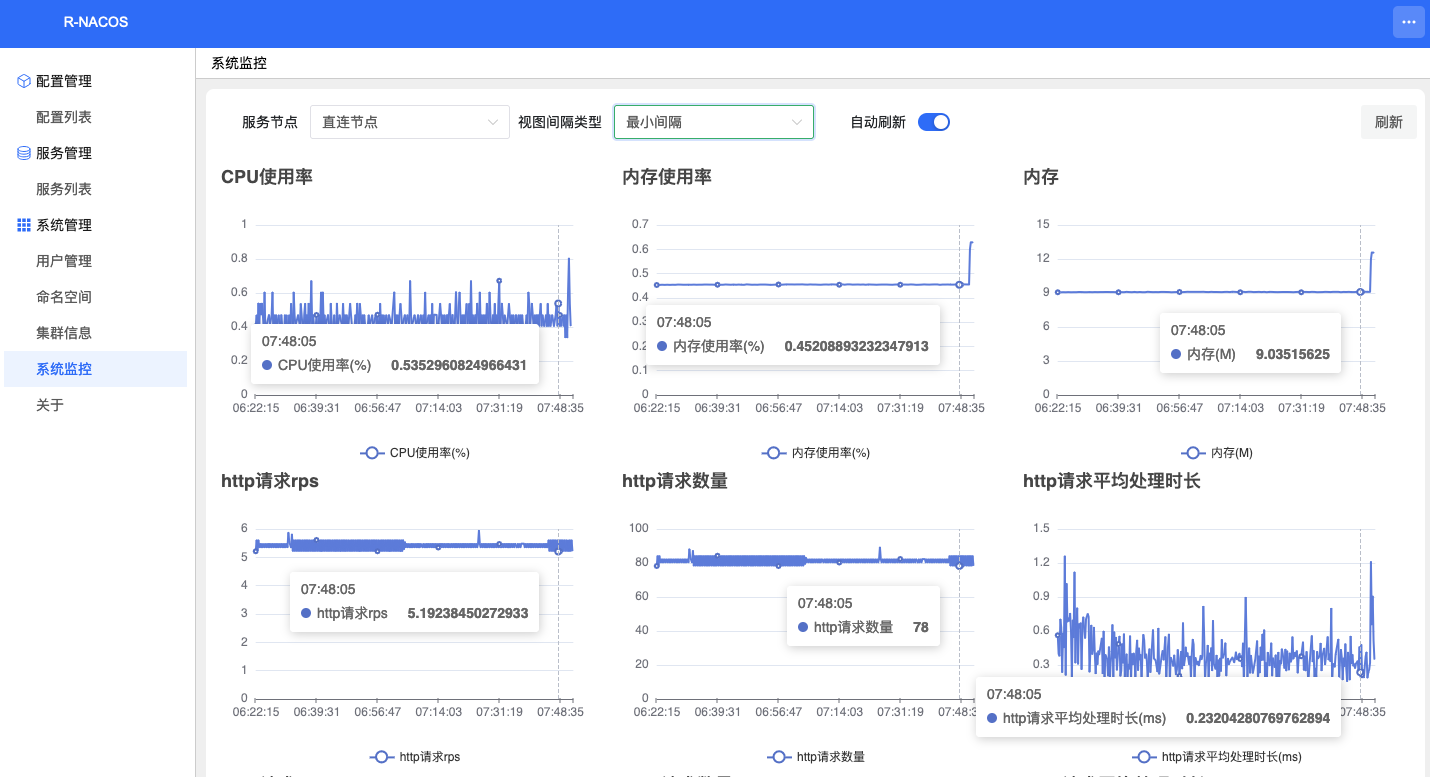 R-NACOS
配置管理
配置列表
服务管理
服务列表
系统管理
用户管理
命名空间
集群信息
系统监控
关于
系统监控
服务节点 直连节点 视图间隔类型 最小间隔 自动刷新 刷新
CPU使用率
1
0.8
0.6
0.4
0.2
0
07:48:05
CPU使用率(%) 0.5352960824966431
06:22:15 06:39:31 06:56:47 07:14:03 07:31:19 07:48:35
CPU使用率(%)
内存使用率
0.7
0.6
0.5
0.4
0.3
0.2
0.1
0
07:48:05
内存使用率(%) 0.45208893232347913
06:22:15 06:39:31 06:56:47 07:14:03 07:31:19 07:48:35
内存使用率(%)
内存
15
12
9
6
3
0
07:48:05
内存(M) 9.03515625
06:22:15 06:39:31 06:56:47 07:14:03 07:31:19 07:48:35
内存(M)
http请求rps
6
5
4
3
2
1
0
07:48:05
http请求rps 5.19238450272933
06:22:15 06:39:31 06:56:47 07:14:03 07:31:19 07:48:35
http请求rps
http请求数量
100
80
60
40
20
0
07:48:05
http请求数量 78
06:22:15 06:39:31 06:56:47 07:14:03 07:31:19 07:48:3
http请求数量
http请求平均处理时长
1.5
1.2
0.9
0.6
0.3
07:48:05
http请求平均处理时长(ms) 0.23204280769762894
07:48:35
http请求平均处理时长(ms)